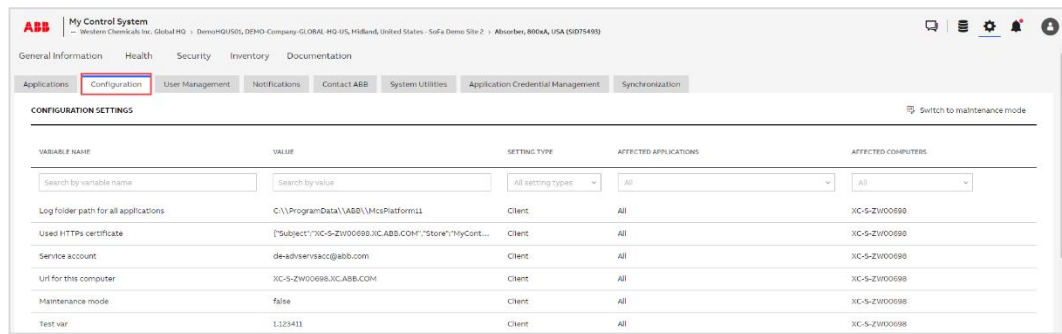 ABB
My Control System
— Western Chemicals Inc. Global HQ > DemoHQUS01, DEMO-Company-GLOBAL-HQ-US, Midland, United States - SoFa Demo Site 2 > Absorber, 800xA, USA (SID75493)
General Information Health Security Inventory Documentation
Applications Configuration User Management Notifications Contact ABB System Utilities Application Credential Management Synchronization
CONFIGURATION SETTINGS Switch to maintenance mode
VARIABLE NAME VALUE SETTING TYPE AFFECTED APPLICATIONS AFFECTED COMPUTERS
Search by variable name Search by value All setting types All All
Log folder path for all applications C:\\ProgramData\\ABB\\McsPlatform11 Client All XC-S-ZW00698
Used HTTPs certificate {"Subject":"XC-S-ZW00698.XC.ABB.COM","Store":"MyCont... Client All XC-S-ZW00698
Service account de-advservsacc@abb.com Client All XC-S-ZW00698
Url for this computer XC-S-ZW00698.XC.ABB.COM Client All XC-S-ZW00698
Maintenance mode false Client All XC-S-ZW00698
Test var 1.123411 Client All XC-S-ZW00698